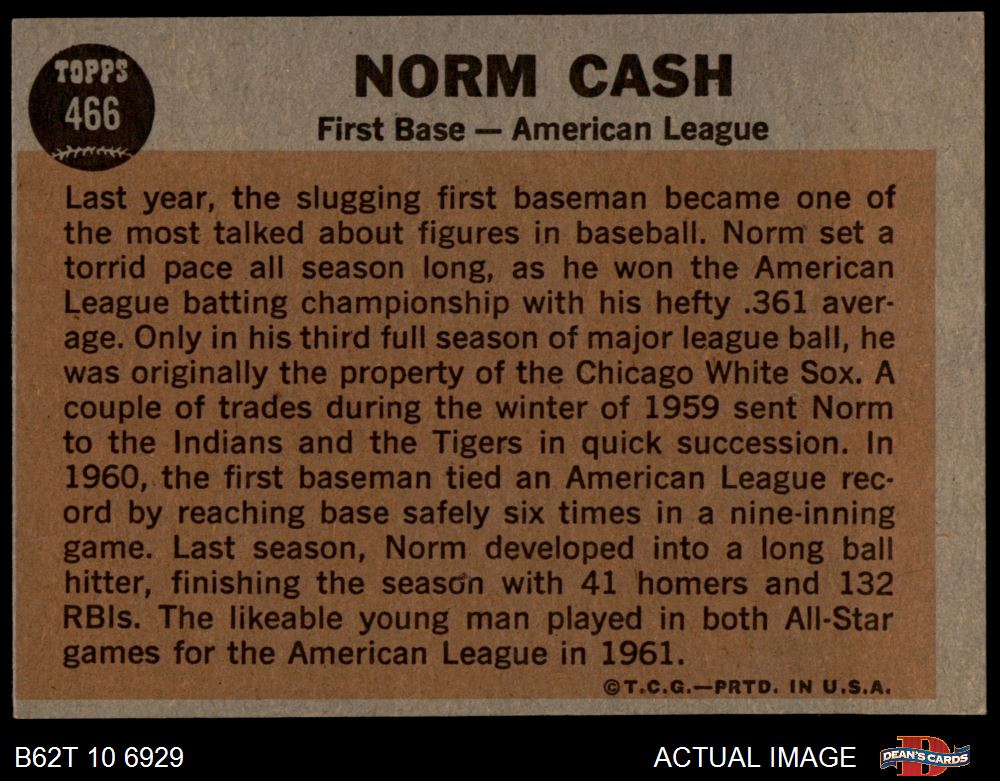 TOPPS
466
NORM CASH
First Base — American League
Last year, the slugging first baseman became one of
the most talked about figures in baseball. Norm set a
torrid pace all season long, as he won the American
League batting championship with his hefty .361 aver-
age. Only in his third full season of major league ball, he
was originally the property of the Chicago White Sox. A
couple of trades during the winter of 1959 sent Norm
to the Indians and the Tigers in quick succession. In
1960, the first baseman tied an American League rec-
ord by reaching base safely six times in a nine-inning
game. Last season, Norm developed into a long ball
hitter, finishing the season with 41 homers and 132
RBIs. The likeable young man played in both All-Star
games for the American League in 1961.
©T.C.G.—PRTD. IN U.S.A.
B62T 10 6929
ACTUAL IMAGE
DEAN'S CARDS